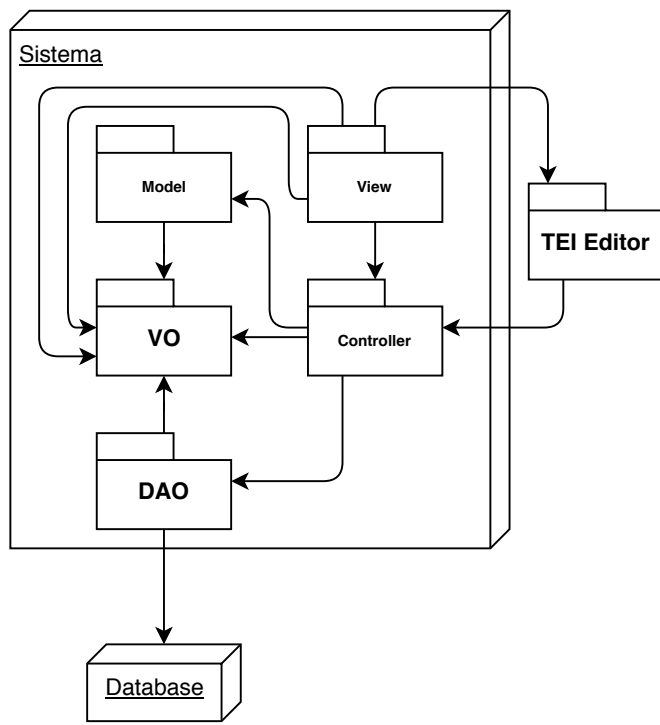 Sistema
Model
View
TEI Editor
VO
Controller
DAO
Database